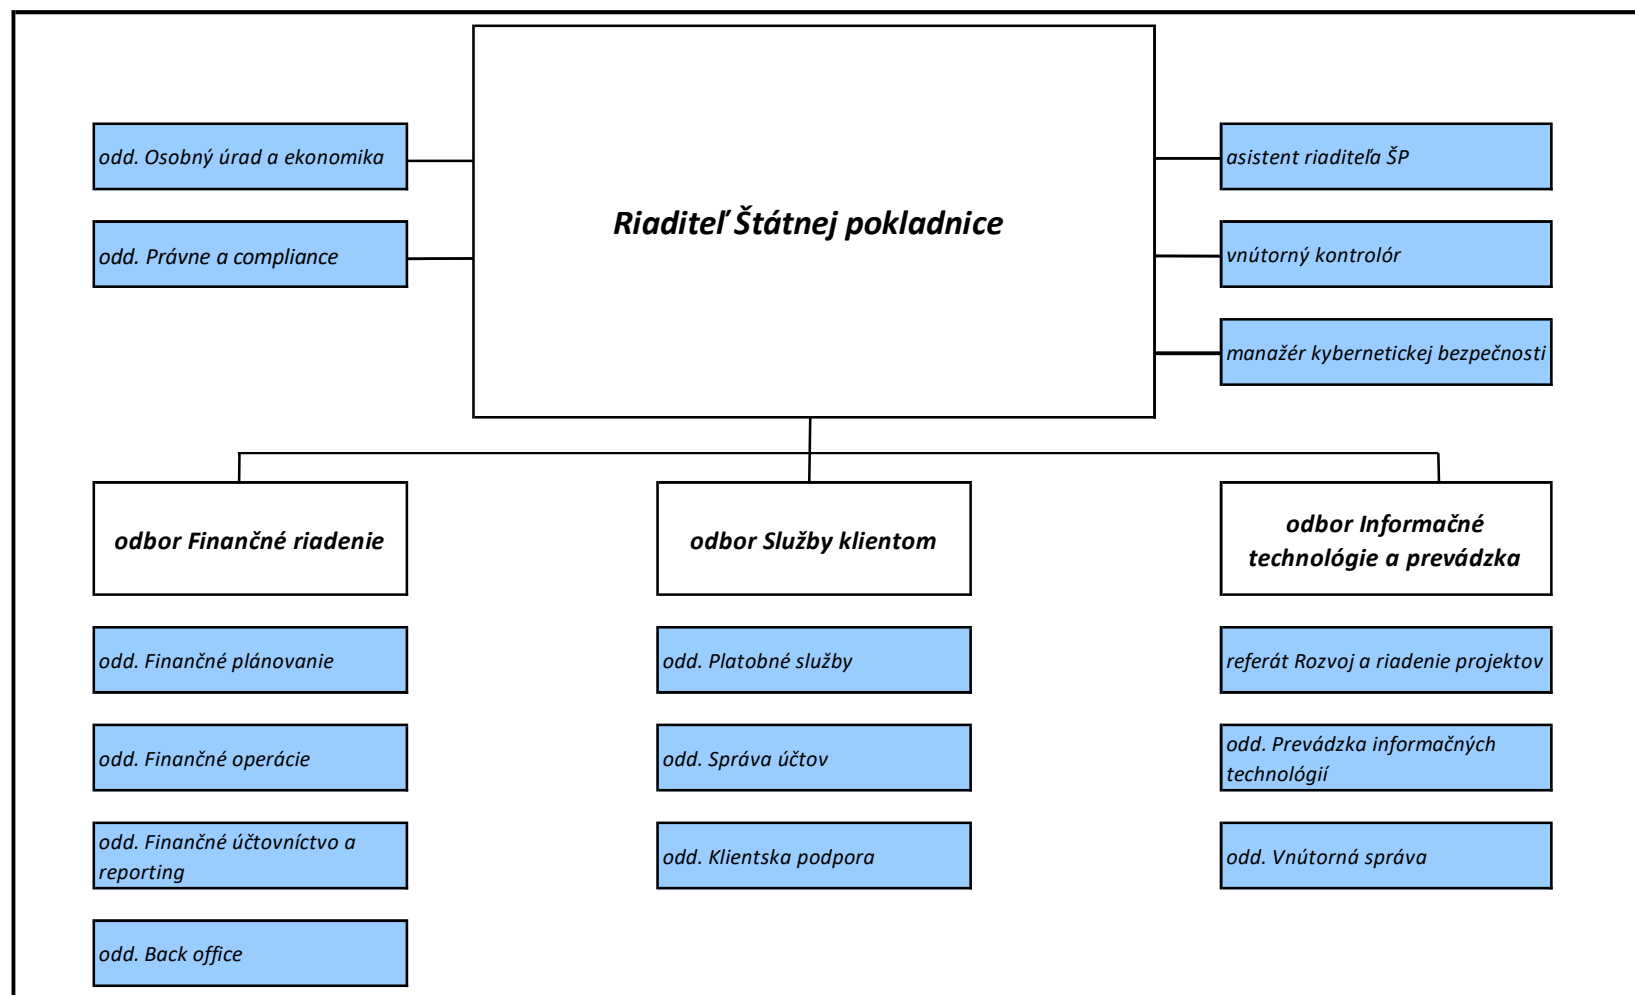 Riaditeľ Štátnej pokladnice
odd. Osobný úrad a ekonomika
odd. Právne a compliance
asistent riaditeľa ŠP
vnútorný kontrolór
manažér kybernetickej bezpečnosti
odbor Finančné riadenie
odd. Finančné plánovanie
odd. Finančné operácie
odd. Finančné účtovníctvo a
reporting
odd. Back office
odbor Služby klientom
odd. Platobné služby
odd. Správa účtov
odd. Klientska podpora
odbor Informačné
technológie a prevádzka
referát Rozvoj a riadenie projektov
odd. Prevádzka informačných
technológií
odd. Vnútorná správa